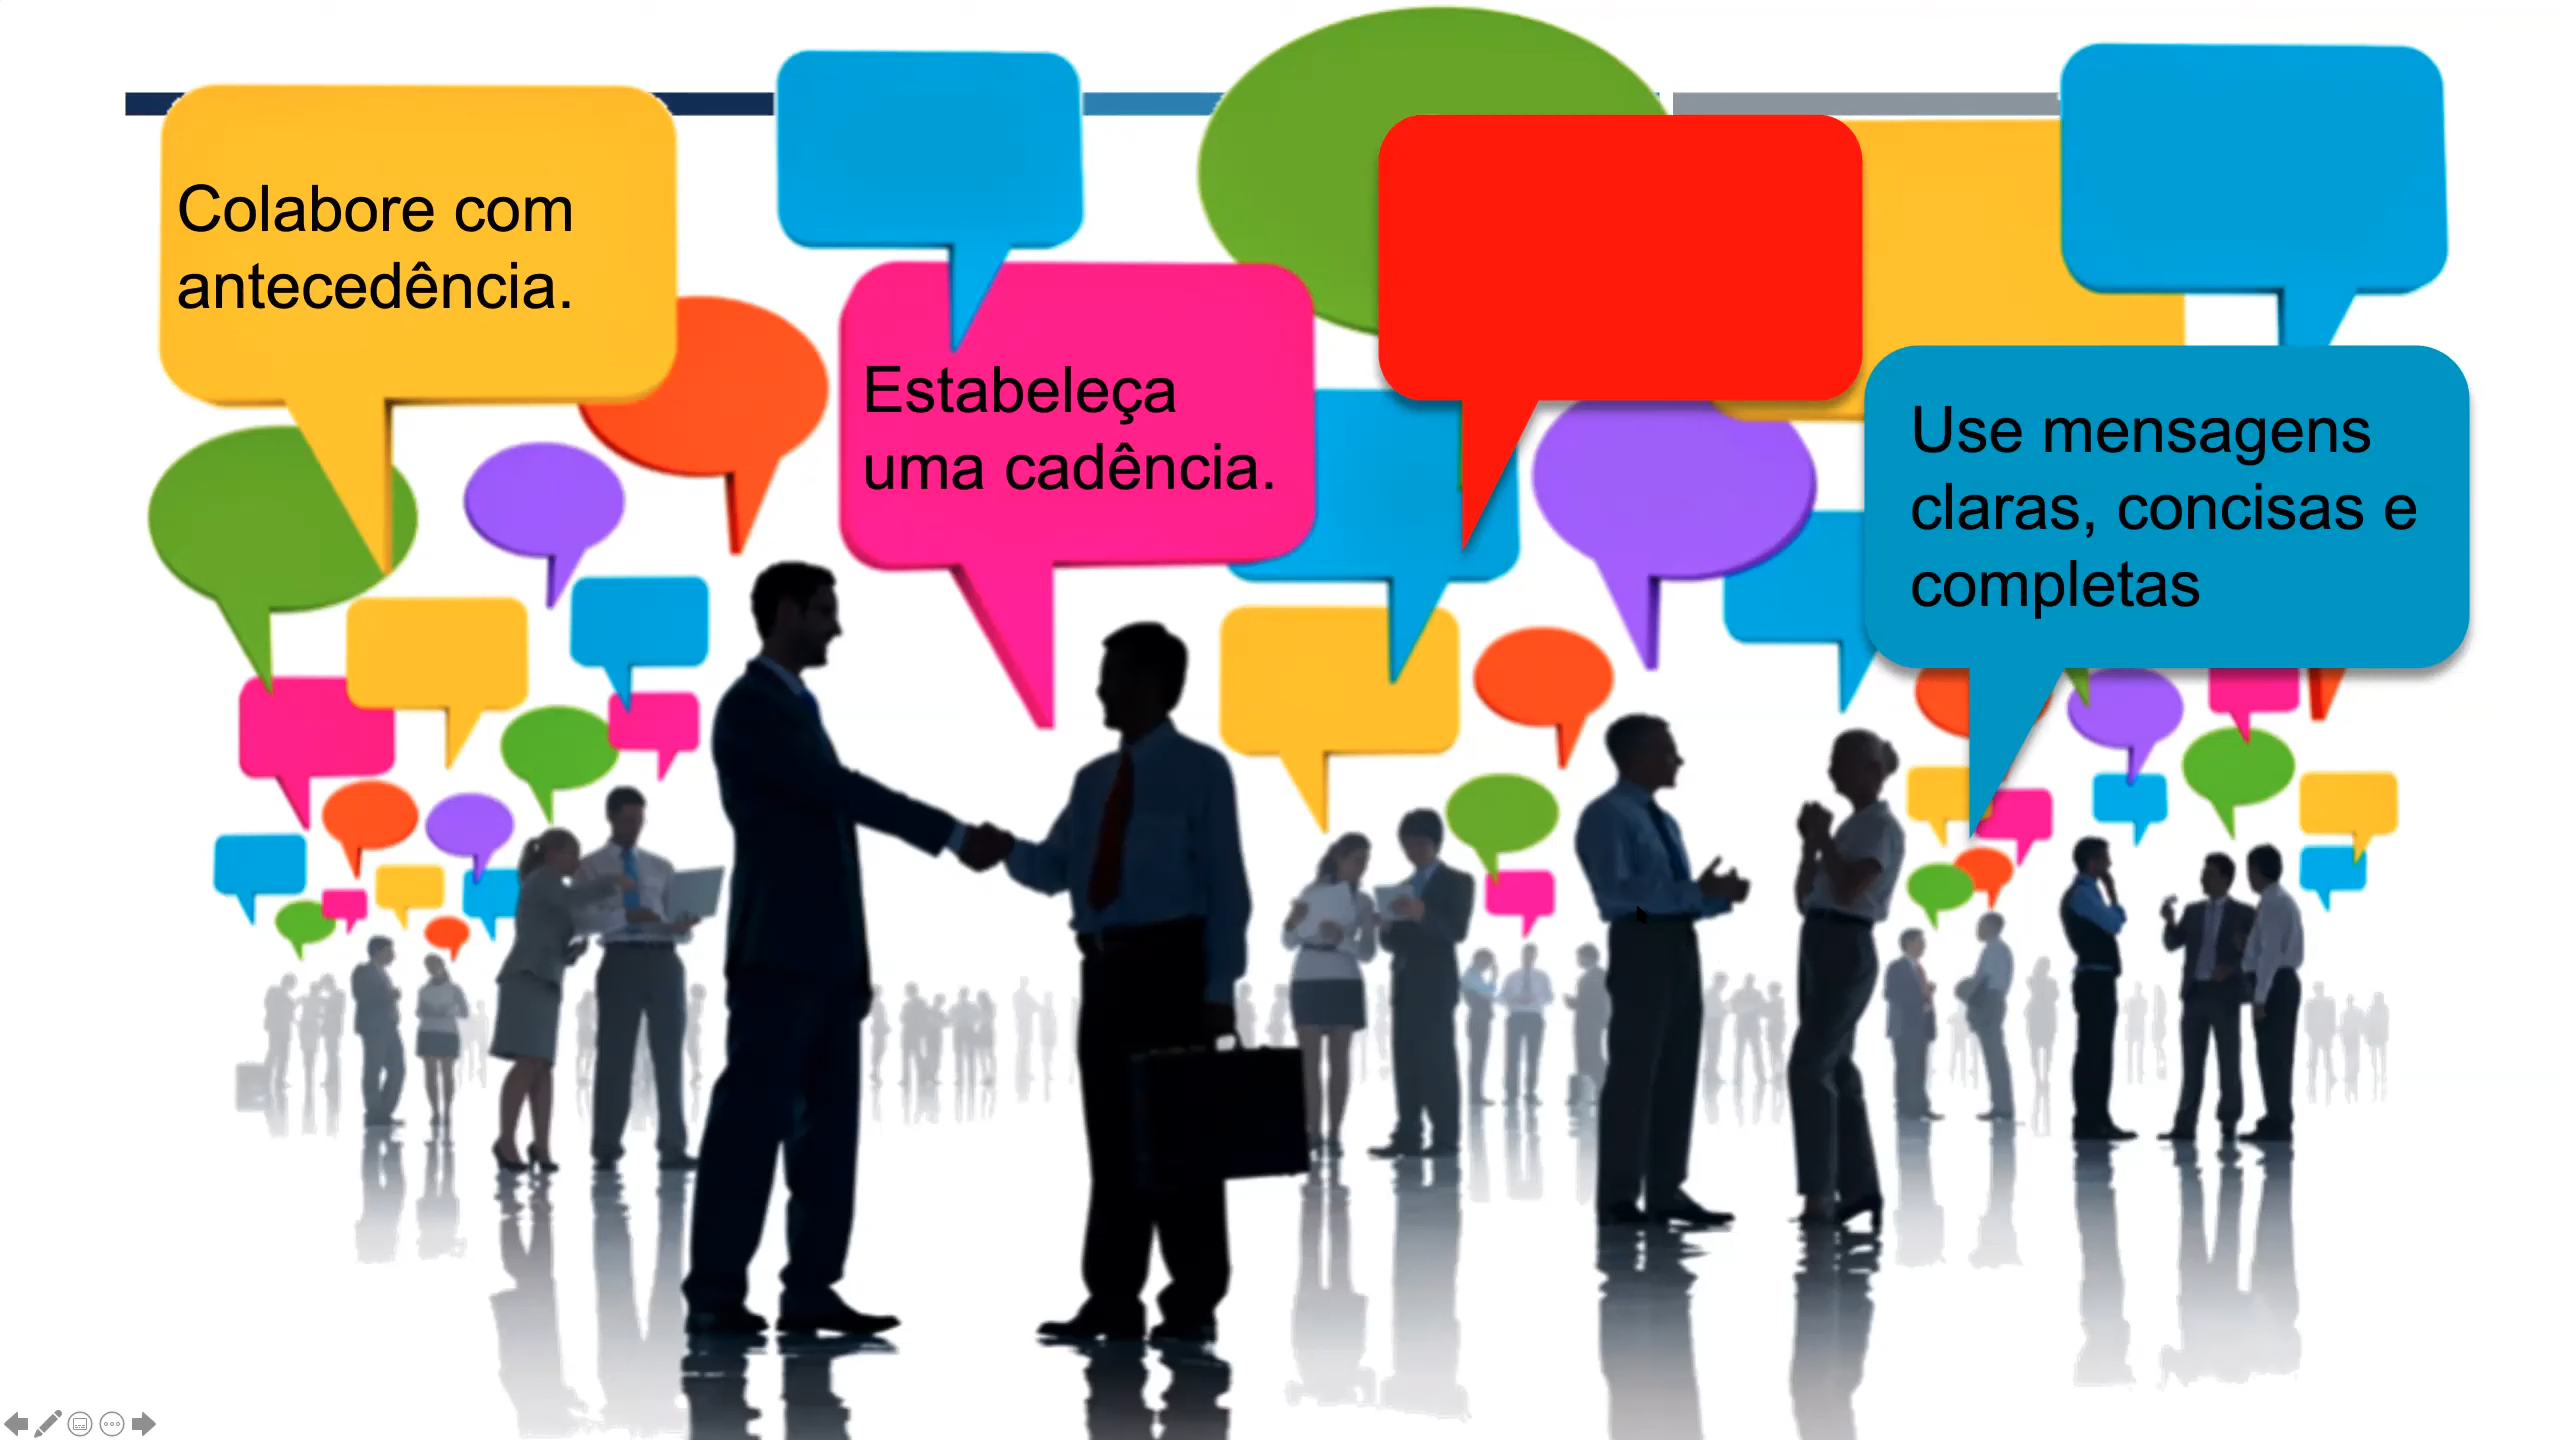 Colabore com
antecedência.
Estabeleça
uma cadência.
Use mensagens
claras, concisas e
completas